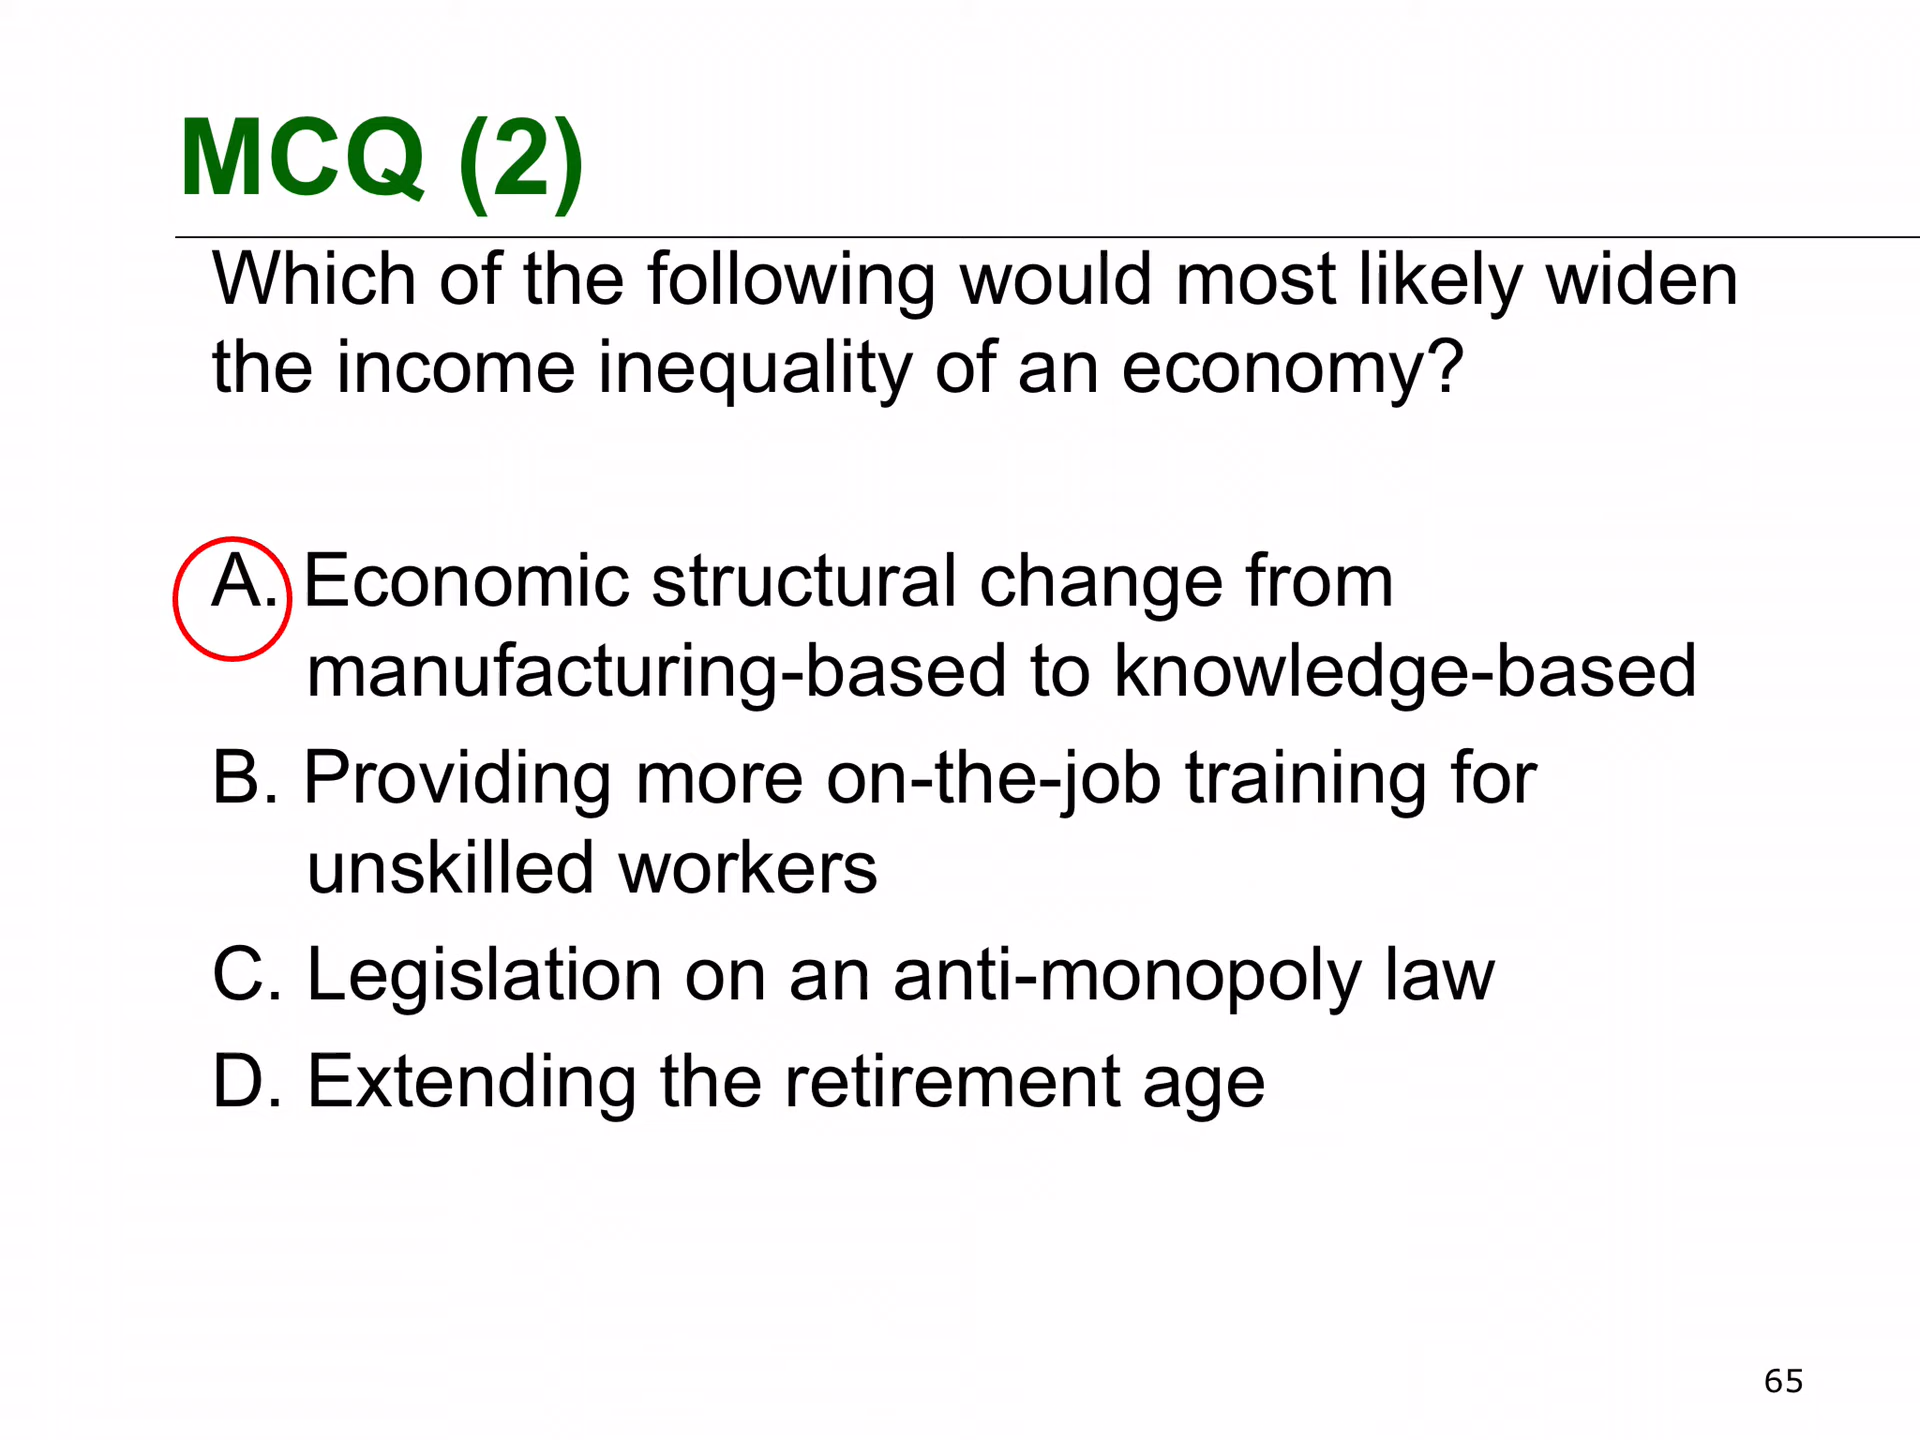 MCQ (2)
Which of the following would most likely widen
the income inequality of an economy?
A. Economic structural change from
manufacturing-based to knowledge-based
B. Providing more on-the-job training for
unskilled workers
C. Legislation on an anti-monopoly law
D. Extending the retirement age
65